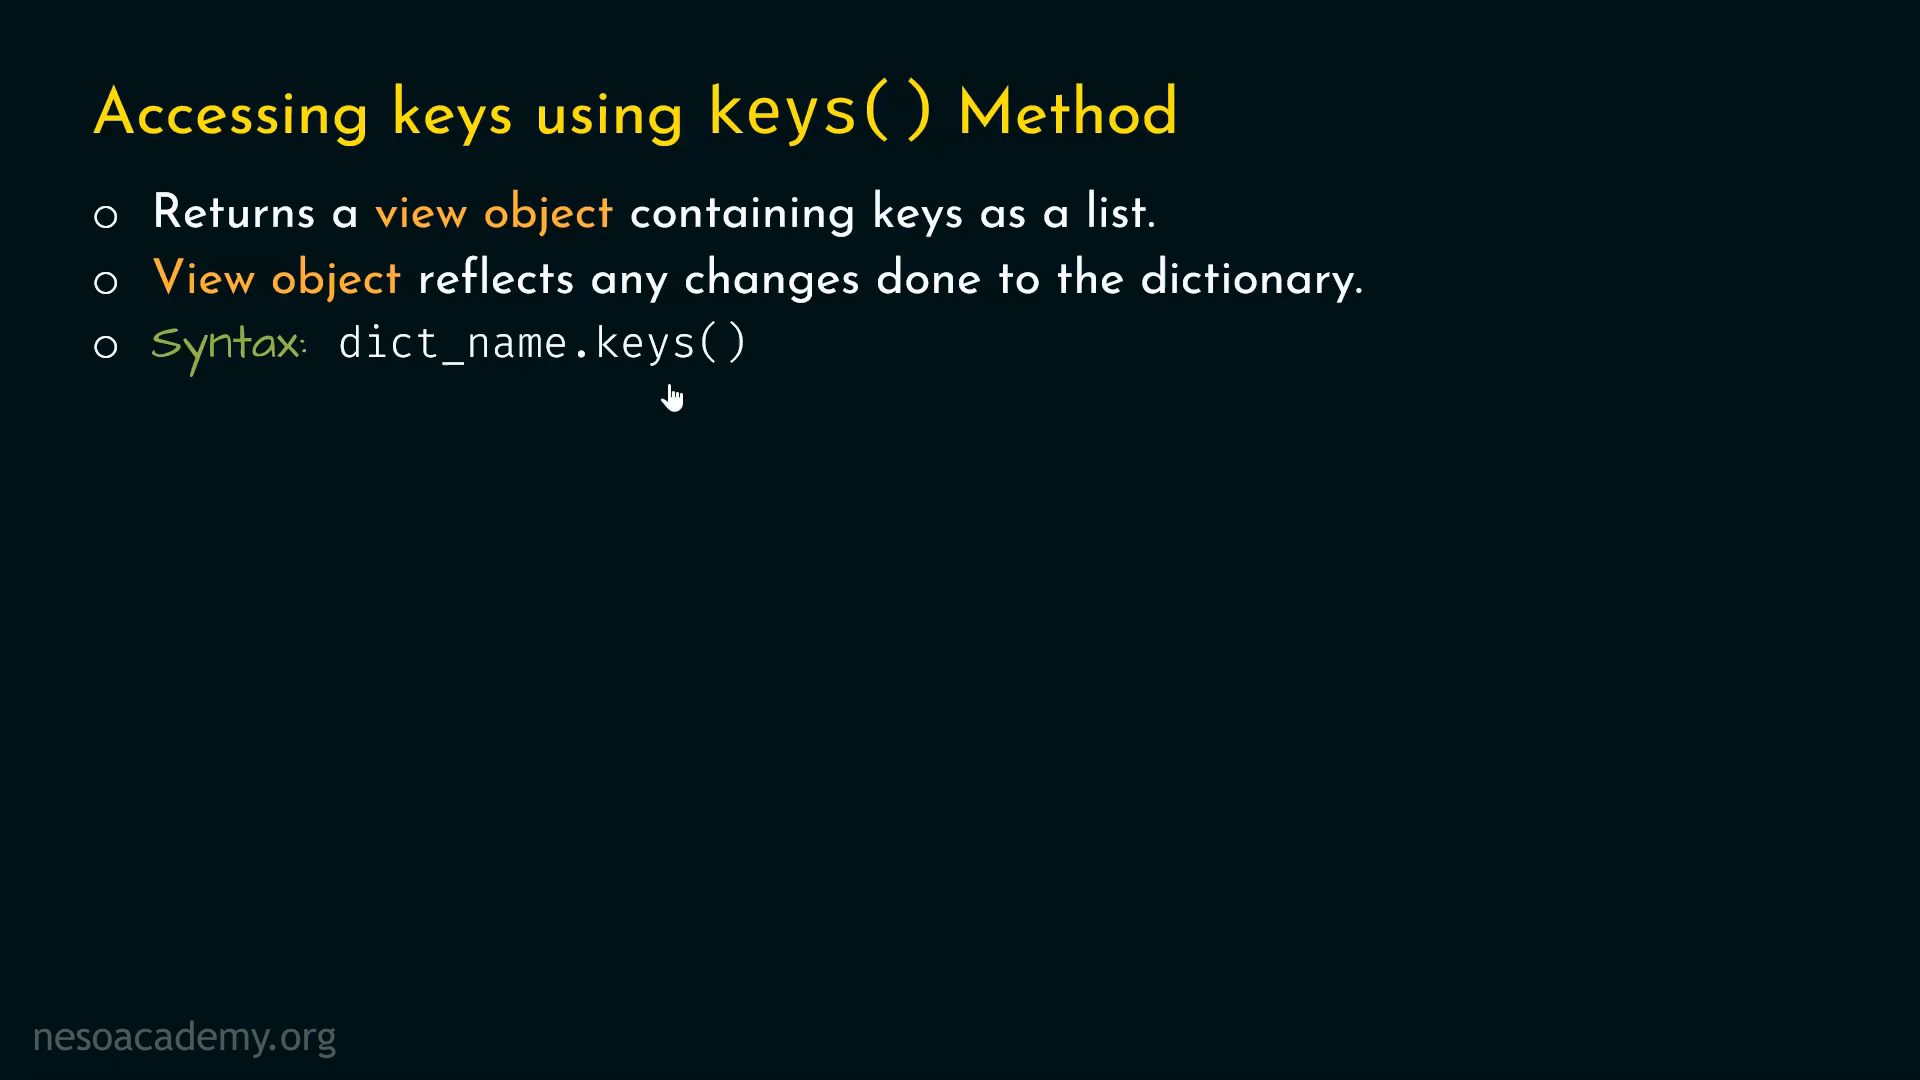 Accessing keys using keys() Method
○ Returns a view object containing keys as a list.
○ View object reflects any changes done to the dictionary.
○ Syntax: dict_name.keys()
nesoacademy.org